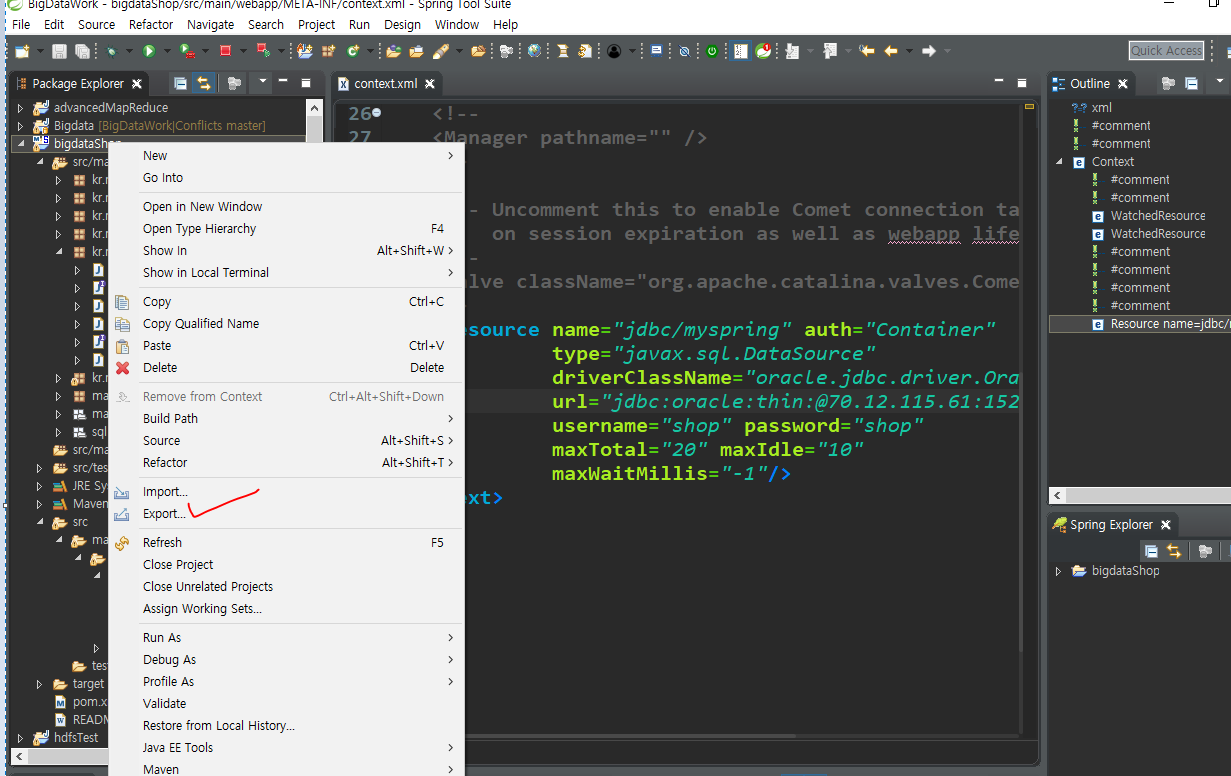 BigDataWork - bigdataShop/src/main/webapp/META-INF/context.xml - Spring Tool Suite
File Edit Source Refactor Navigate Search Project Run Design Window Help
Quick Access
Package Explorer
advancedMapReduce
Bigdata [BigDataWork|Conflicts master]
bigdataShop
src/ma
kr.r
kr.r
kr.r
kr.r
kr.r
ma
ma
sql
src/ma
src/tes
JRE Sy
Maven
src
ma
tes
target
pom.x
READM
hdfsTest
New
Go Into
Open in New Window
Open Type Hierarchy F4
Show In Alt+Shift+W
Show in Local Terminal
Copy Ctrl+C
Copy Qualified Name
Paste Ctrl+V
Delete Delete
Remove from Context Ctrl+Alt+Shift+Down
Build Path
Source Alt+Shift+S
Refactor Alt+Shift+T
Import...
Export...
Refresh F5
Close Project
Close Unrelated Projects
Assign Working Sets...
Run As
Debug As
Profile As
Validate
Restore from Local History...
Java EE Tools
Maven
context.xml
26 <!--
27 <Manager pathname="" />
- Uncomment this to enable Comet connection ta
on session expiration as well as webapp life
-
lve className="org.apache.catalina.valves.Come
esource name="jdbc/myspring" auth="Container"
type="javax.sql.DataSource"
driverClassName="oracle.jdbc.driver.Ora
url="jdbc:oracle:thin:@70.12.115.61:152
username="shop" password="shop"
maxTotal="20" maxIdle="10"
maxWaitMillis="-1"/>
ext>
Outline
xml
#comment
#comment
Context
#comment
#comment
WatchedResource
WatchedResource
#comment
#comment
#comment
#comment
Resource name=jdbc/
Spring Explorer
bigdataShop